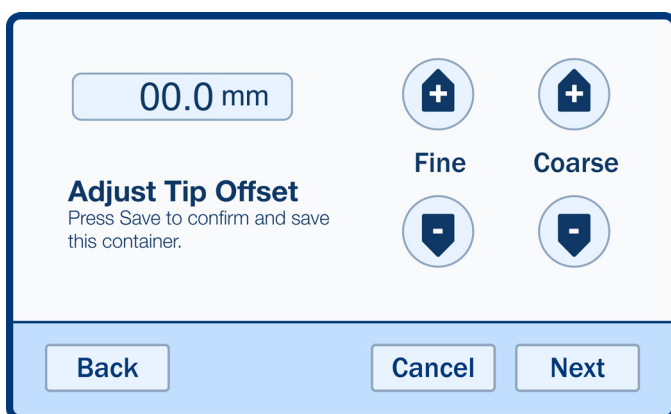 00.0 mm
+ +
Fine Coarse
Adjust Tip Offset
Press Save to confirm and save
this container.
- -
Back Cancel Next